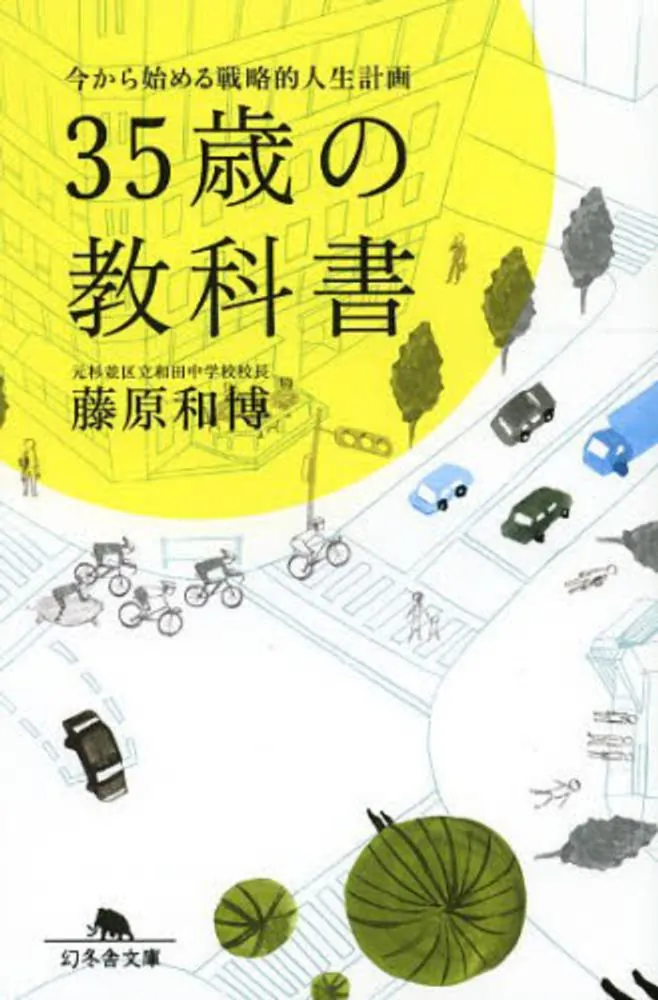 今から始める戦略的人生計画
35歳の
教科書
元杉並区立和田中学校校長
藤原和博
幻冬舎文庫